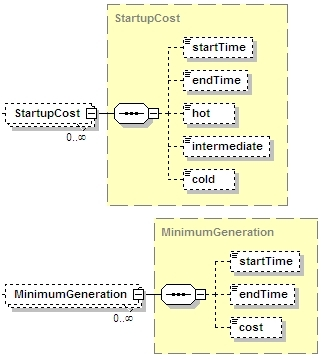 StartupCost
startTime
endTime
StartupCost
hot
0..∞
intermediate
cold
MinimumGeneration
startTime
MinimumGeneration
endTime
0..∞
cost